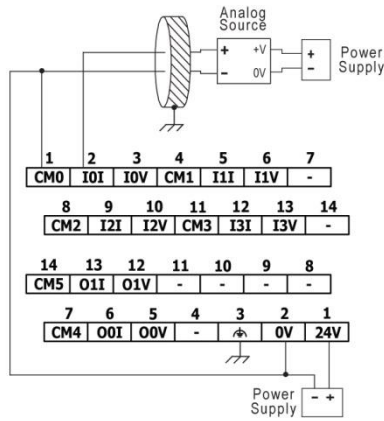 Analog
Source
+ +V + Power
- 0V - Supply
1 2 3 4 5 6 7
CM0 I0I I0V CM1 I1I I1V -
8 9 10 11 12 13 14
CM2 I2I I2V CM3 I3I I3V -
14 13 12 11 10 9 8
CM5 O1I O1V - - - -
7 6 5 4 3 2 1
CM4 O0I O0V - 0V 24V
Power - +
Supply